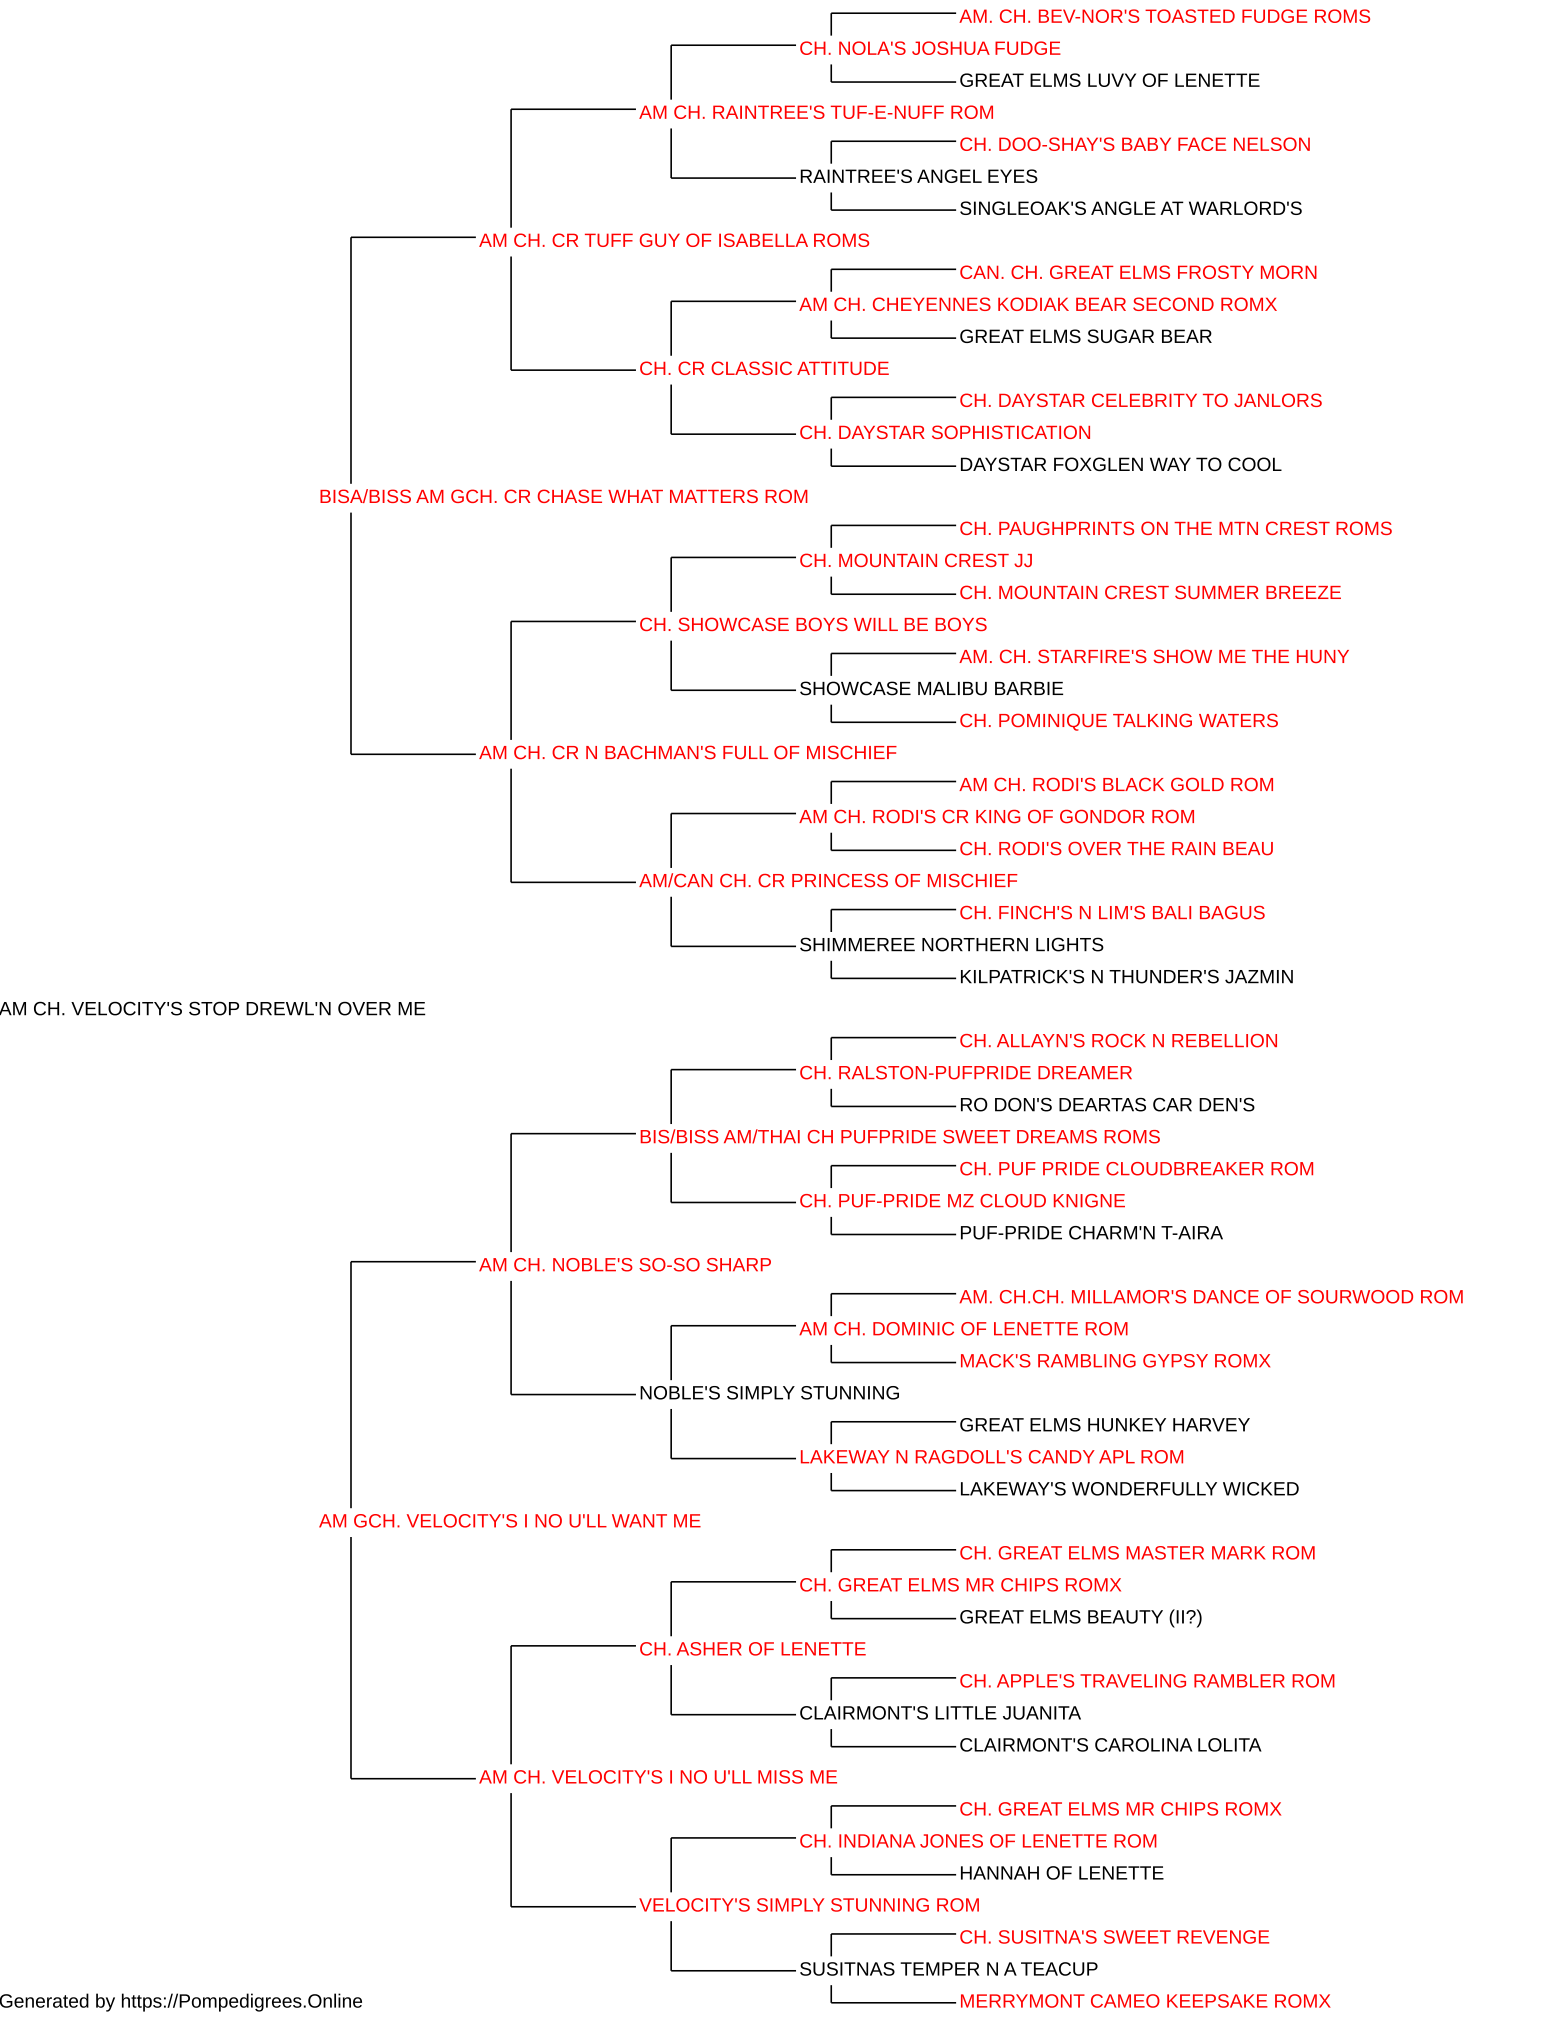 AM. CH. BEV-NOR'S TOASTED FUDGE ROMS
CH. NOLA'S JOSHUA FUDGE
GREAT ELMS LUVY OF LENETTE
AM CH. RAINTREE'S TUF-E-NUFF ROM
CH. DOO-SHAY'S BABY FACE NELSON
RAINTREE'S ANGEL EYES
SINGLEOAK'S ANGLE AT WARLORD'S
AM CH. CR TUFF GUY OF ISABELLA ROMS
CAN. CH. GREAT ELMS FROSTY MORN
AM CH. CHEYENNES KODIAK BEAR SECOND ROMX
GREAT ELMS SUGAR BEAR
CH. CR CLASSIC ATTITUDE
CH. DAYSTAR CELEBRITY TO JANLORS
CH. DAYSTAR SOPHISTICATION
DAYSTAR FOXGLEN WAY TO COOL
BISA/BISS AM GCH. CR CHASE WHAT MATTERS ROM
CH. PAUGHPRINTS ON THE MTN CREST ROMS
CH. MOUNTAIN CREST JJ
CH. MOUNTAIN CREST SUMMER BREEZE
CH. SHOWCASE BOYS WILL BE BOYS
AM. CH. STARFIRE'S SHOW ME THE HUNY
SHOWCASE MALIBU BARBIE
CH. POMINIQUE TALKING WATERS
AM CH. CR N BACHMAN'S FULL OF MISCHIEF
AM CH. RODI'S BLACK GOLD ROM
AM CH. RODI'S CR KING OF GONDOR ROM
CH. RODI'S OVER THE RAIN BEAU
AM/CAN CH. CR PRINCESS OF MISCHIEF
CH. FINCH'S N LIM'S BALI BAGUS
SHIMMEREE NORTHERN LIGHTS
KILPATRICK'S N THUNDER'S JAZMIN
AM CH. VELOCITY'S STOP DREWL'N OVER ME
CH. ALLAYN'S ROCK N REBELLION
CH. RALSTON-PUFPRIDE DREAMER
RO DON'S DEARTAS CAR DEN'S
BIS/BISS AM/THAI CH PUFPRIDE SWEET DREAMS ROMS
CH. PUF PRIDE CLOUDBREAKER ROM
CH. PUF-PRIDE MZ CLOUD KNIGNE
PUF-PRIDE CHARM'N T-AIRA
AM CH. NOBLE'S SO-SO SHARP
AM. CH.CH. MILLAMOR'S DANCE OF SOURWOOD ROM
AM CH. DOMINIC OF LENETTE ROM
MACK'S RAMBLING GYPSY ROMX
NOBLE'S SIMPLY STUNNING
GREAT ELMS HUNKEY HARVEY
LAKEWAY N RAGDOLL'S CANDY APL ROM
LAKEWAY'S WONDERFULLY WICKED
AM GCH. VELOCITY'S I NO U'LL WANT ME
CH. GREAT ELMS MASTER MARK ROM
CH. GREAT ELMS MR CHIPS ROMX
GREAT ELMS BEAUTY (II?)
CH. ASHER OF LENETTE
CH. APPLE'S TRAVELING RAMBLER ROM
CLAIRMONT'S LITTLE JUANITA
CLAIRMONT'S CAROLINA LOLITA
AM CH. VELOCITY'S I NO U'LL MISS ME
CH. GREAT ELMS MR CHIPS ROMX
CH. INDIANA JONES OF LENETTE ROM
HANNAH OF LENETTE
VELOCITY'S SIMPLY STUNNING ROM
CH. SUSITNA'S SWEET REVENGE
SUSITNAS TEMPER N A TEACUP
MERRYMONT CAMEO KEEPSAKE ROMX
Generated by https://Pompedigrees.Online